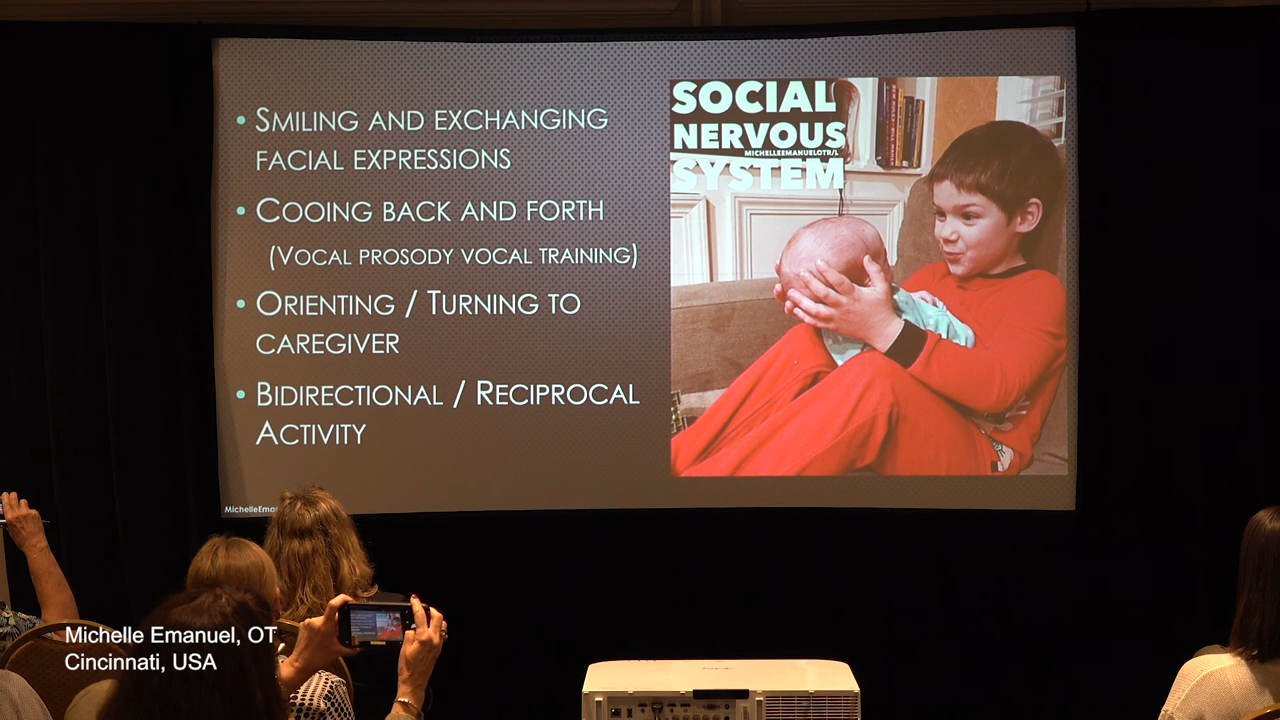 • Smiling and exchanging
facial expressions
• Cooing back and forth
(Vocal prosody vocal training)
• Orienting / Turning to
caregiver
• Bidirectional / Reciprocal
Activity
SOCIAL
NERVOUS
MICHELLEEMANUELOTR/L
SYSTEM
MichelleEma
Michelle Emanuel, OT
Cincinnati, USA